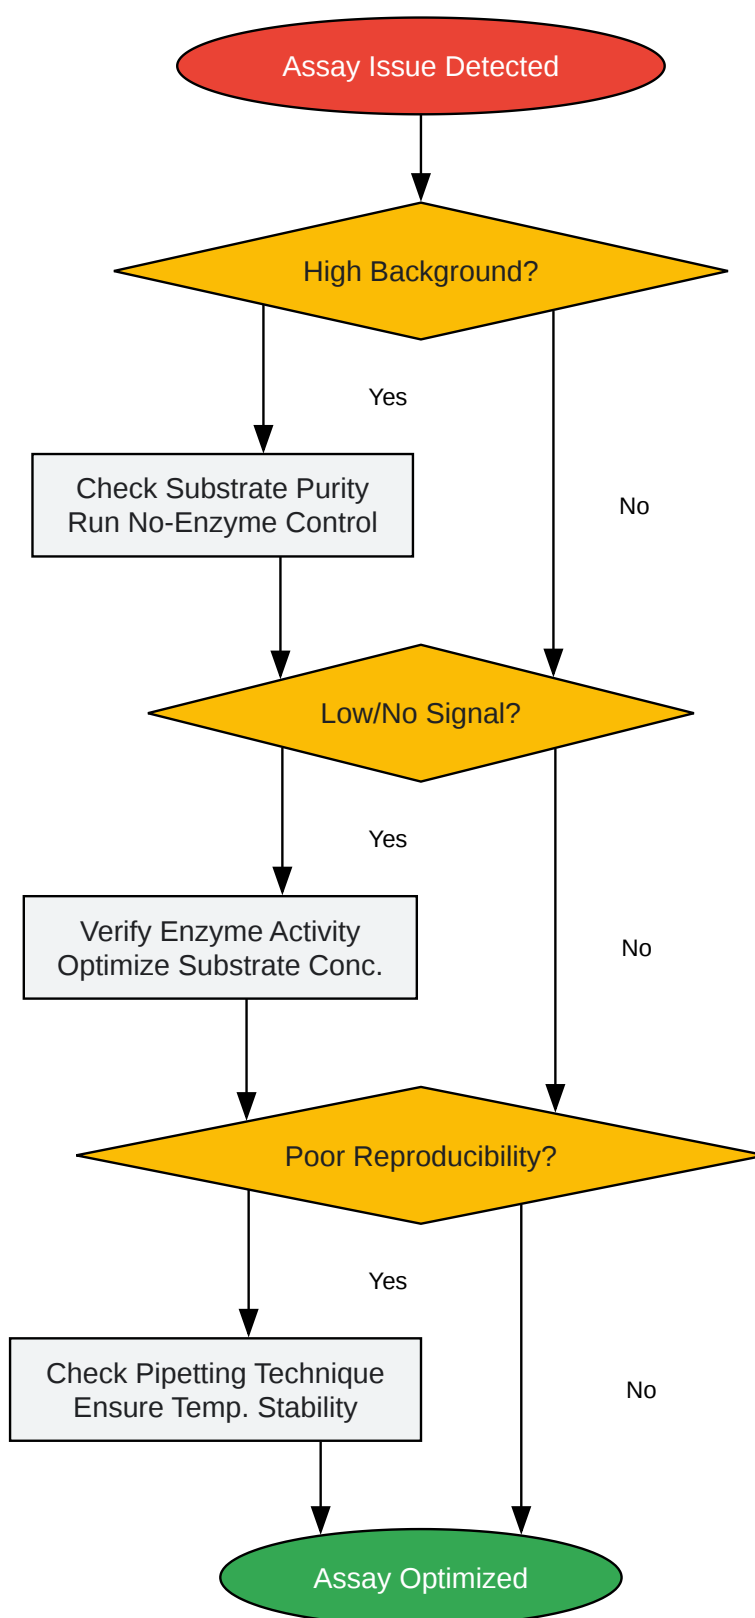 Assay Issue Detected
High Background?
Yes
Check Substrate Purity
Run No-Enzyme Control
No
Low/No Signal?
Yes
Verify Enzyme Activity
Optimize Substrate Conc.
No
Poor Reproducibility?
Yes
Check Pipetting Technique
Ensure Temp. Stability
No
Assay Optimized